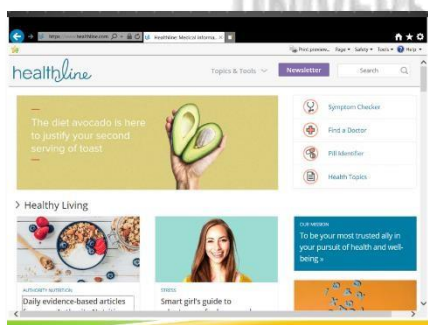 https://www.healthline.com
Healthline: Medical Informa...
Print preview... Page Safety Tools Help
healthline
Topics & Tools
Newsletter
Search
The diet avocado is here
to justify your second
serving of toast
Symptom Checker
Find a Doctor
Pill Identifier
Health Topics
> Healthy Living
OUR MISSION
To be your most trusted ally in
your pursuit of health and well-
being »
AUTHORITY NUTRITION
Daily evidence-based articles
STRESS
Smart girl's guide to